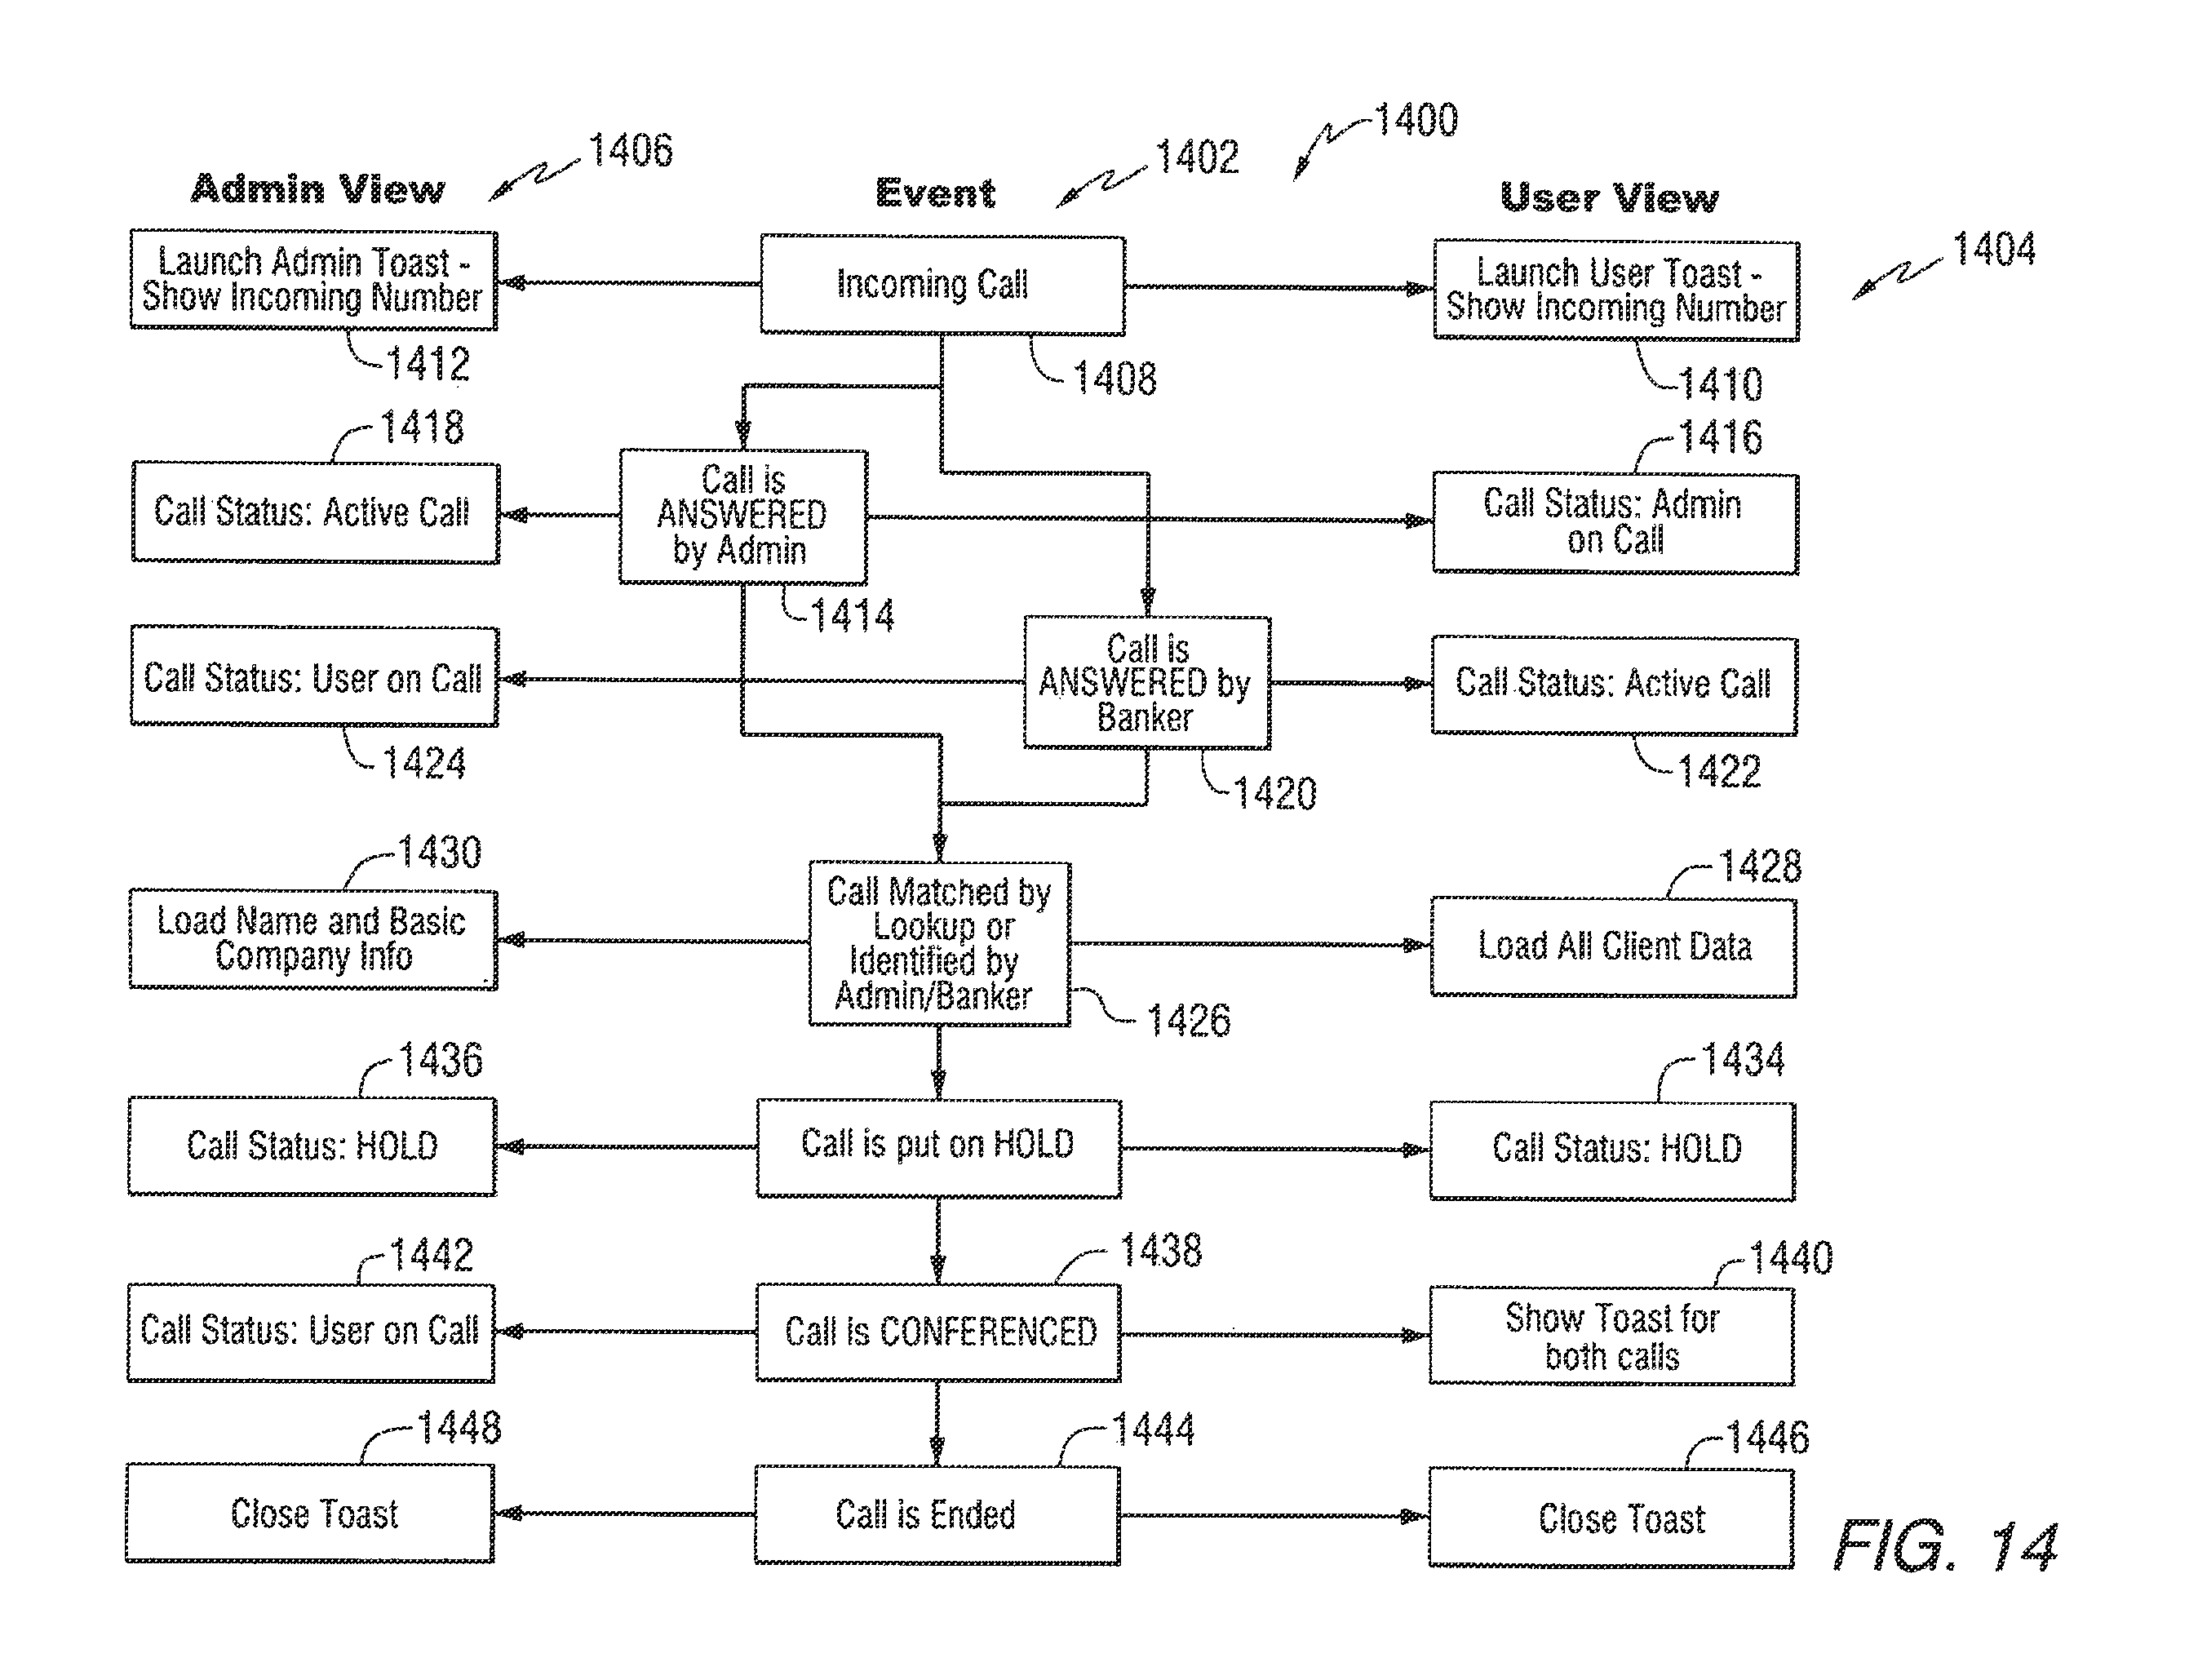 1400
1406
1402
Admin View
Event
User View
1404
Launch Admin Toast -
Show Incoming Number
Incoming Call
Launch User Toast -
Show Incoming Number
1412
1408
1410
1418
1416
Call Status: Active Call
Call is
ANSWERED
by Admin
Call Status: Admin
on Call
1414
Call Status: User on Call
Call is
ANSWERED by
Banker
Call Status: Active Call
1424
1420
1422
1430
1428
Load Name and Basic
Company Info
Call Matched by
Lookup or
Identified by
Admin/Banker
Load All Client Data
1426
1436
1434
Call Status: HOLD
Call is put on HOLD
Call Status: HOLD
1442
1438
1440
Call Status: User on Call
Call is CONFERENCED
Show Toast for
both calls
1448
1444
1446
Close Toast
Call is Ended
Close Toast
FIG. 14